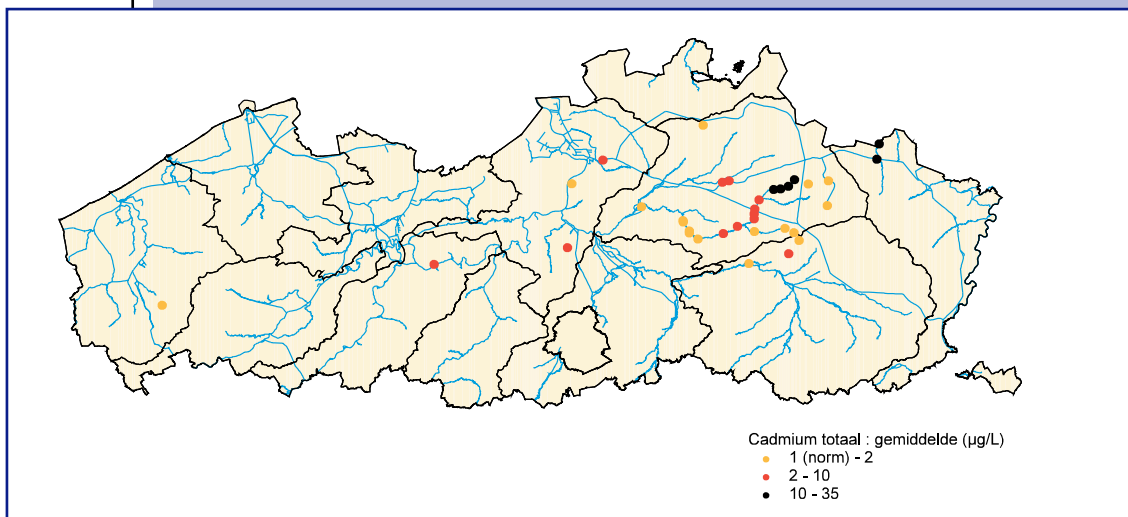 Cadmium totaal : gemiddelde (µg/L)
1 (norm) - 2
2 - 10
10 - 35